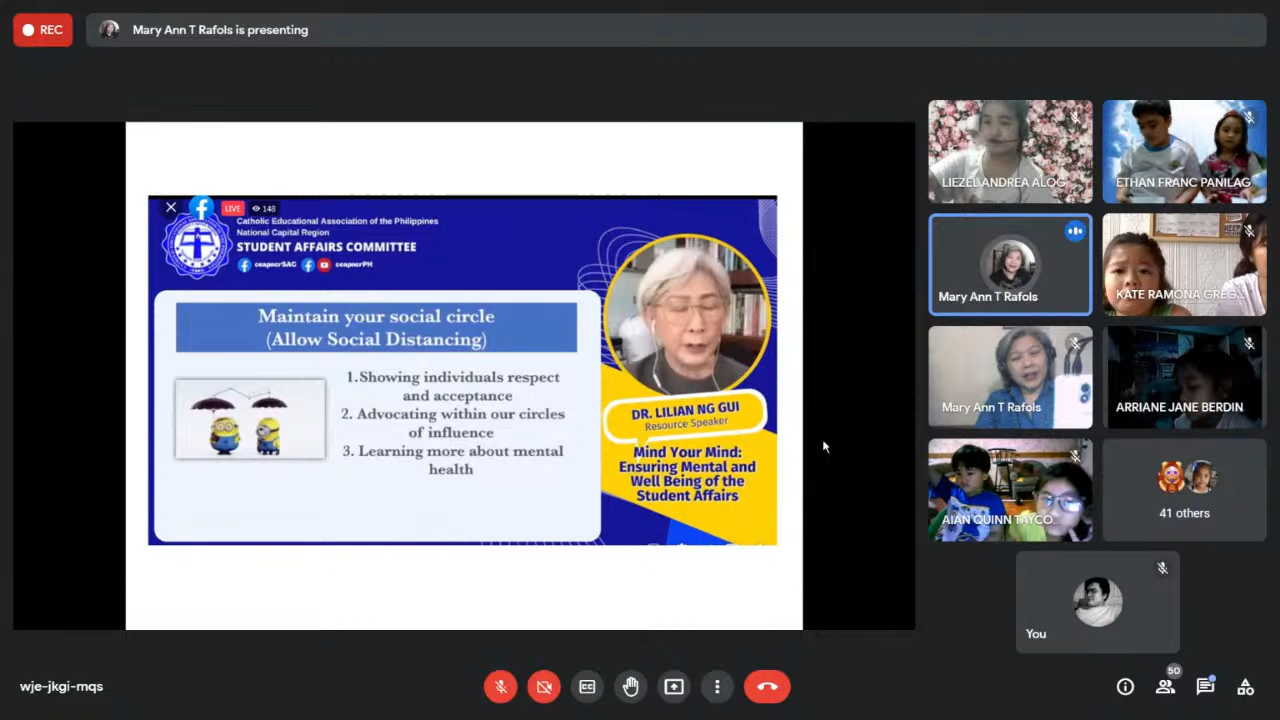 REC
Mary Ann T Rafols is presenting
LIVE 148
Catholic Educational Association of the Philippines
National Capital Region
STUDENT AFFAIRS COMMITTEE
ceapncrSAC ceapncrPH
Maintain your social circle
(Allow Social Distancing)
1.Showing individuals respect
and acceptance
2. Advocating within our circles
of influence
3. Learning more about mental
health
DR. LILIAN NG GUI
Resource Speaker
Mind Your Mind:
Ensuring Mental and
Well Being of the
Student Affairs
LIEZEL ANDREA ALOG
ETHAN FRANC PANILAG
Mary Ann T Rafols
KATE RAMONA GREG...
Mary Ann T Rafols
ARRIANE JANE BERDIN
AIAN QUINN TAYCO
41 others
You
wje-jkgi-mqs
CC
50